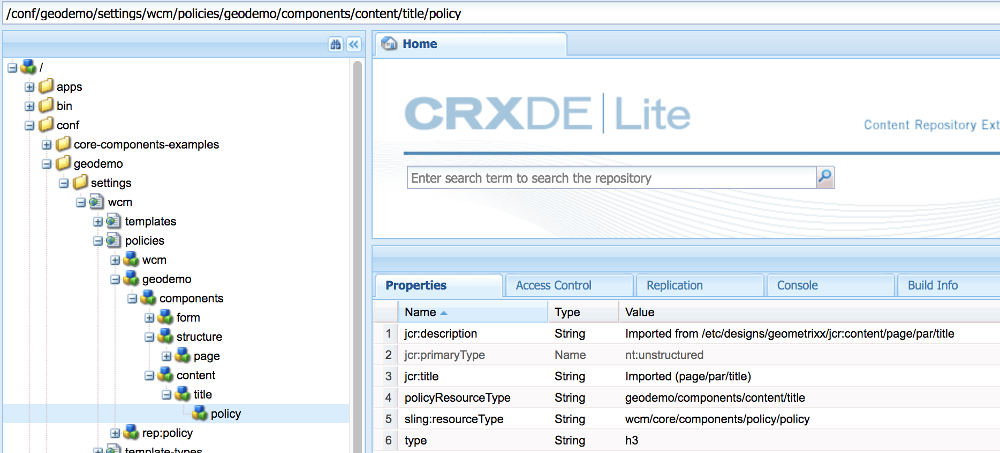 /conf/geodemo/settings/wcm/policies/geodemo/components/content/title/policy
/
apps
bin
conf
core-components-examples
geodemo
settings
wcm
templates
policies
wcm
geodemo
components
form
structure
page
content
title
policy
rep:policy
template-types
Home
CRXDE | Lite
Content Repository Ext
Enter search term to search the repository
Properties Access Control Replication Console Build Info
Name Type Value
1 jcr:description String Imported from /etc/designs/geometrixx/jcr:content/page/par/title
2 jcr:primaryType Name nt:unstructured
3 jcr:title String Imported (page/par/title)
4 policyResourceType String geodemo/components/content/title
5 sling:resourceType String wcm/core/components/policy/policy
6 type String h3